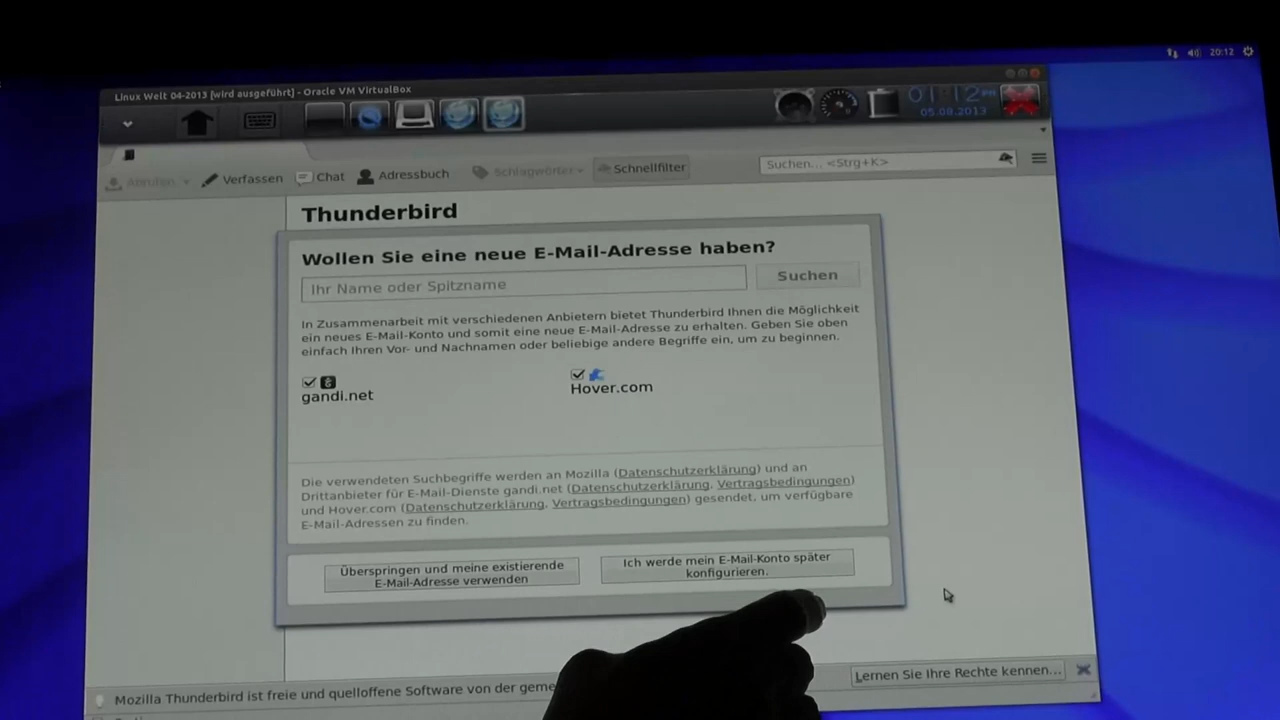 20:12
Linux Welt 04-2013 [wird ausgeführt] - Oracle VM VirtualBox
01:12 PM
05.09.2013
Abrufen
Verfassen
Chat
Adressbuch
Schlagwörter
Schnellfilter
Suchen... <Strg+K>
Thunderbird
Wollen Sie eine neue E-Mail-Adresse haben?
Ihr Name oder Spitzname
Suchen
In Zusammenarbeit mit verschiedenen Anbietern bietet Thunderbird Ihnen die Möglichkeit
ein neues E-Mail-Konto und somit eine neue E-Mail-Adresse zu erhalten. Geben Sie oben
einfach Ihren Vor- und Nachnamen oder beliebige andere Begriffe ein, um zu beginnen.
gandi.net
Hover.com
Die verwendeten Suchbegriffe werden an Mozilla (Datenschutzerklärung) und an
Drittanbieter für E-Mail-Dienste gandi.net (Datenschutzerklärung, Vertragsbedingungen)
und Hover.com (Datenschutzerklärung, Vertragsbedingungen) gesendet, um verfügbare
E-Mail-Adressen zu finden.
Überspringen und meine existierende
E-Mail-Adresse verwenden
Ich werde mein E-Mail-Konto später
konfigurieren.
Mozilla Thunderbird ist freie und quelloffene Software von der geme
Lernen Sie Ihre Rechte kennen...